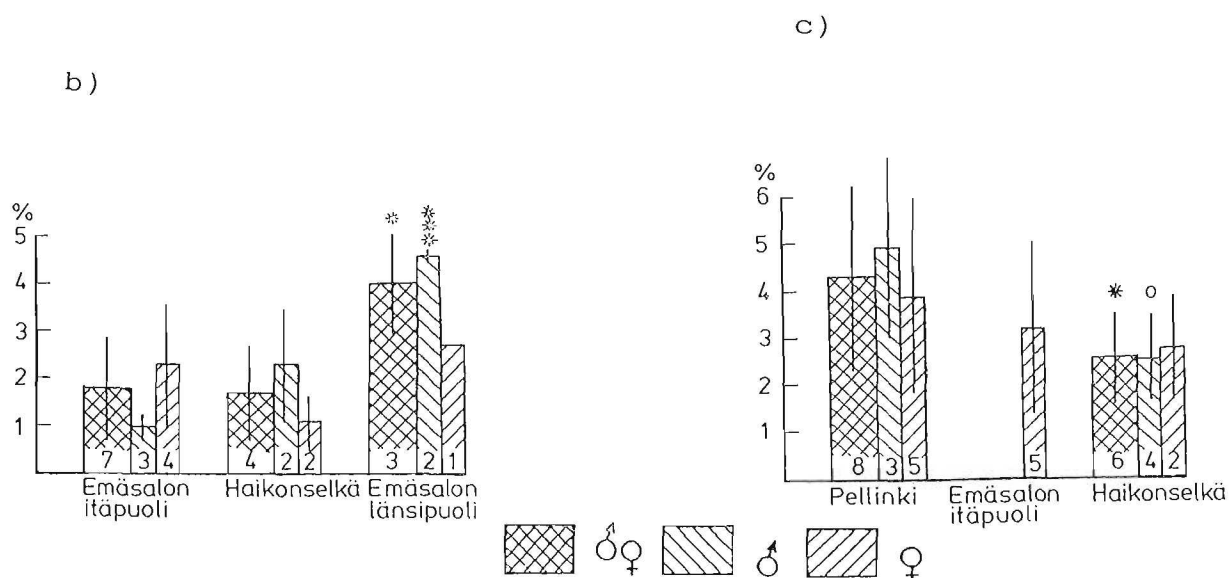 b)
%
5
4
3
2
1
7 3 4
4 2 2
3 2 1
Emäsalon itäpuoli
Haikonselkä
Emäsalon länsipuoli
c)
%
6
5
4
3
2
1
8 3 5
5
6 4 2
Pellinki
Emäsalon itäpuoli
Haikonselkä
♂♀
♂
♀